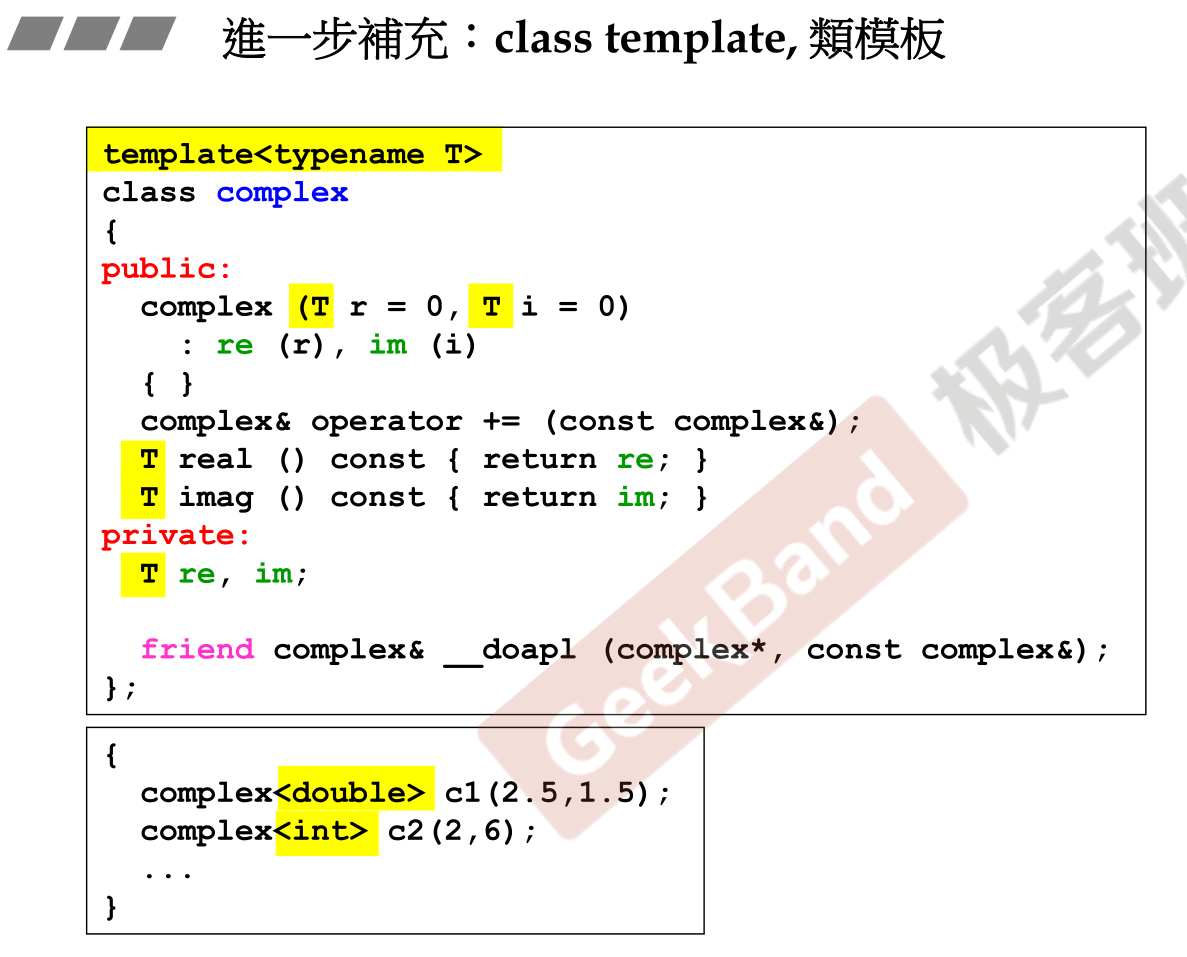 進一步補充：class template, 類模板
template<typename T>
class complex
{
public:
  complex (T r = 0, T i = 0)
    : re (r), im (i)
  { }
  complex& operator += (const complex&);
  T real () const { return re; }
  T imag () const { return im; }
private:
  T re, im;
  friend complex& __doapl (complex*, const complex&);
};
{
  complex<double> c1(2.5,1.5);
  complex<int> c2(2,6);
  ...
}
GeekBand
极客班